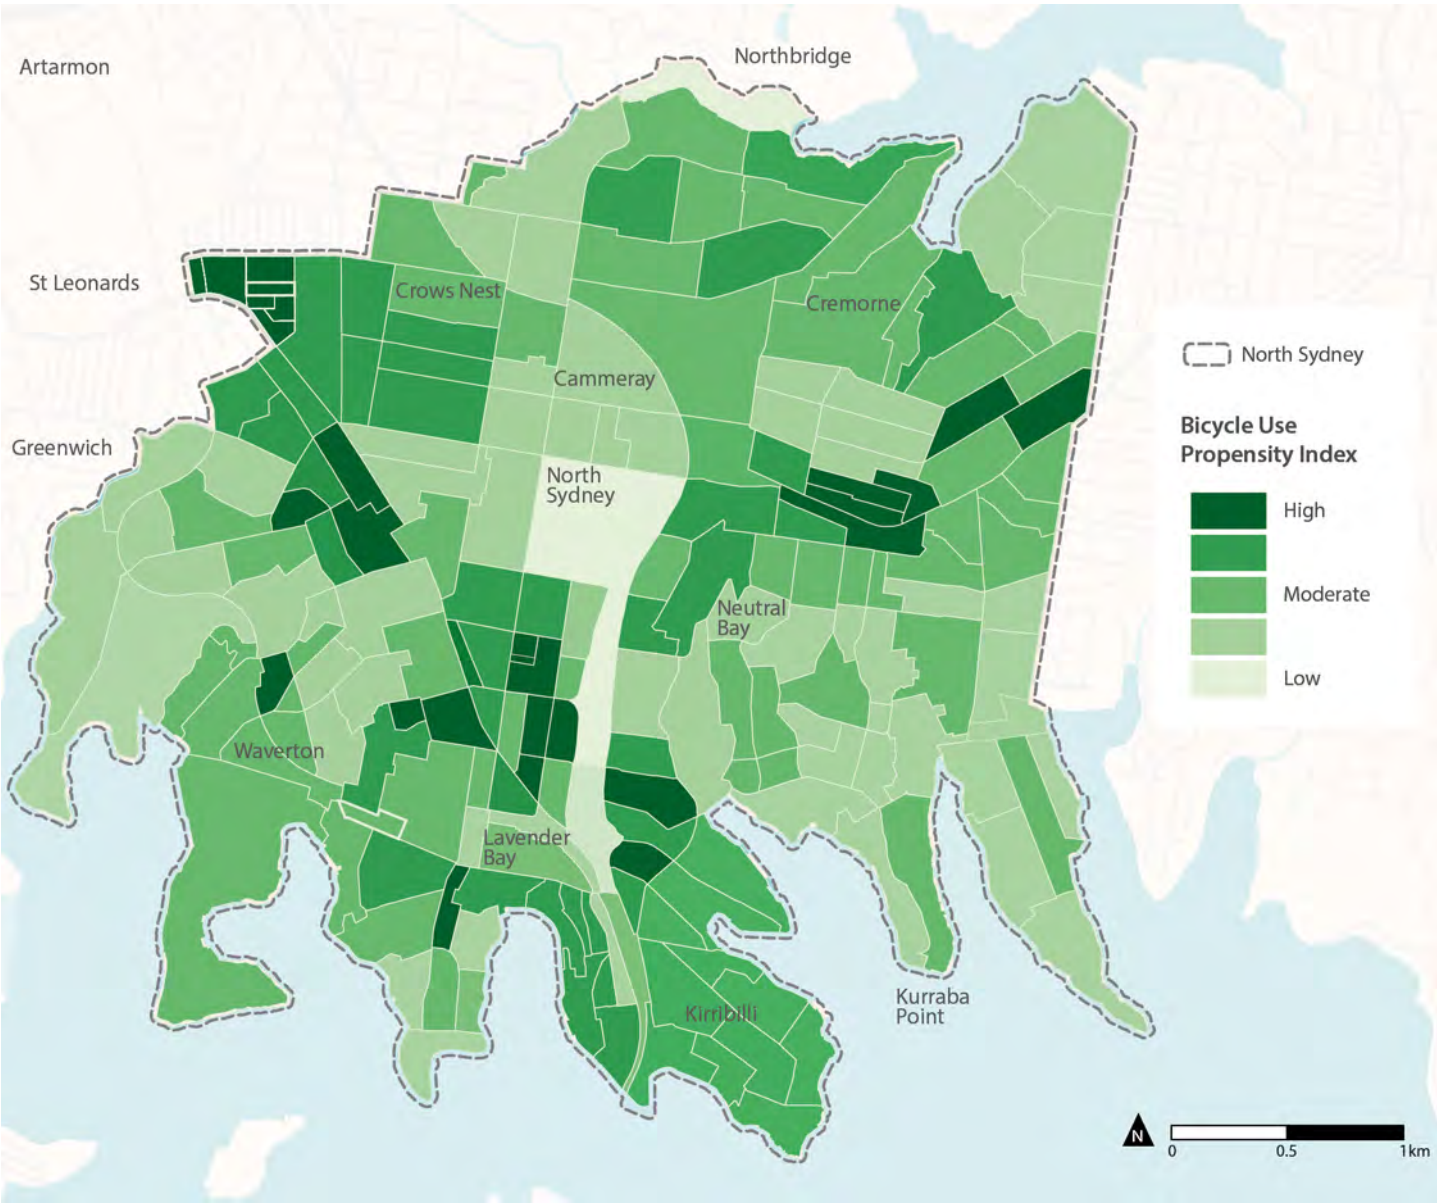 Northbridge
Artarmon
St Leonards
Crows Nest
Cremorne
Cammeray
Greenwich
North
Sydney
Neutral
Bay
Waverton
Lavender
Bay
Kirribilli
Kurraba
Point
North Sydney
Bicycle Use
Propensity Index
High
Moderate
Low
N
0 0.5 1km